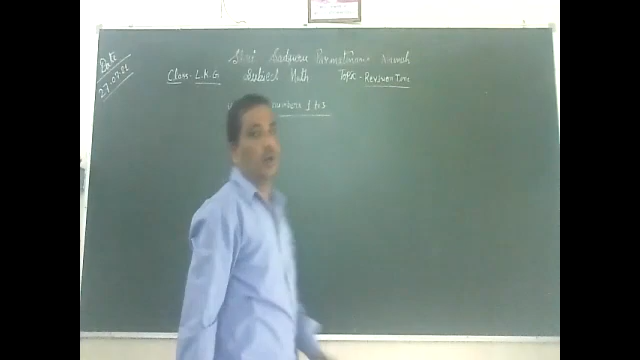 Date
27.07.21
Shri Sadguru Parmatmane Namah
Class - L.K.G Subject Math Topic - Revision Time
numbers 1 to 5